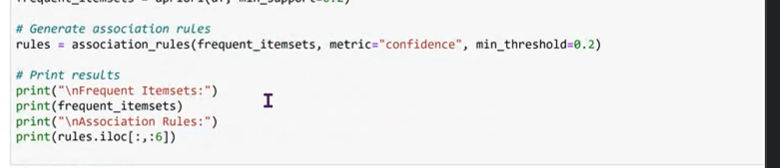 # Generate association rules
rules = association_rules(frequent_itemsets, metric="confidence", min_threshold=0.2)
# Print results
print("\nFrequent Itemsets:")
print(frequent_itemsets)
print("\nAssociation Rules:")
print(rules.iloc[:,:6])